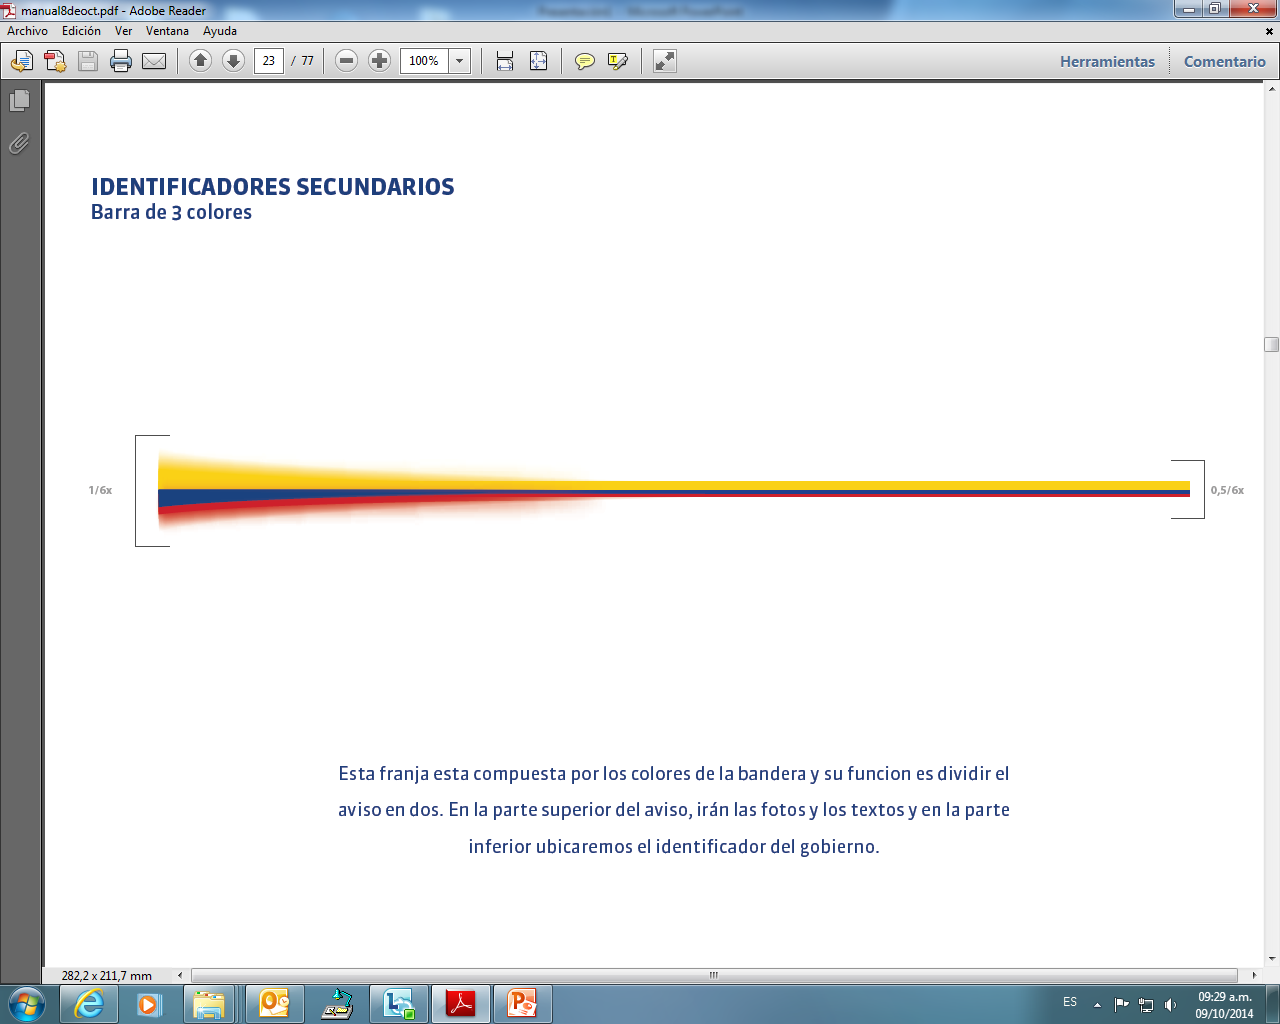 manual8deoct.pdf - Adobe Reader
Archivo Edición Ver Ventana Ayuda
23 / 77 100% Herramientas Comentario
IDENTIFICADORES SECUNDARIOS
Barra de 3 colores
1/6x 0,5/6x
Esta franja esta compuesta por los colores de la bandera y su funcion es dividir el
aviso en dos. En la parte superior del aviso, irán las fotos y los textos y en la parte
inferior ubicaremos el identificador del gobierno.
282,2 x 211,7 mm
ES 09:29 a.m.
09/10/2014